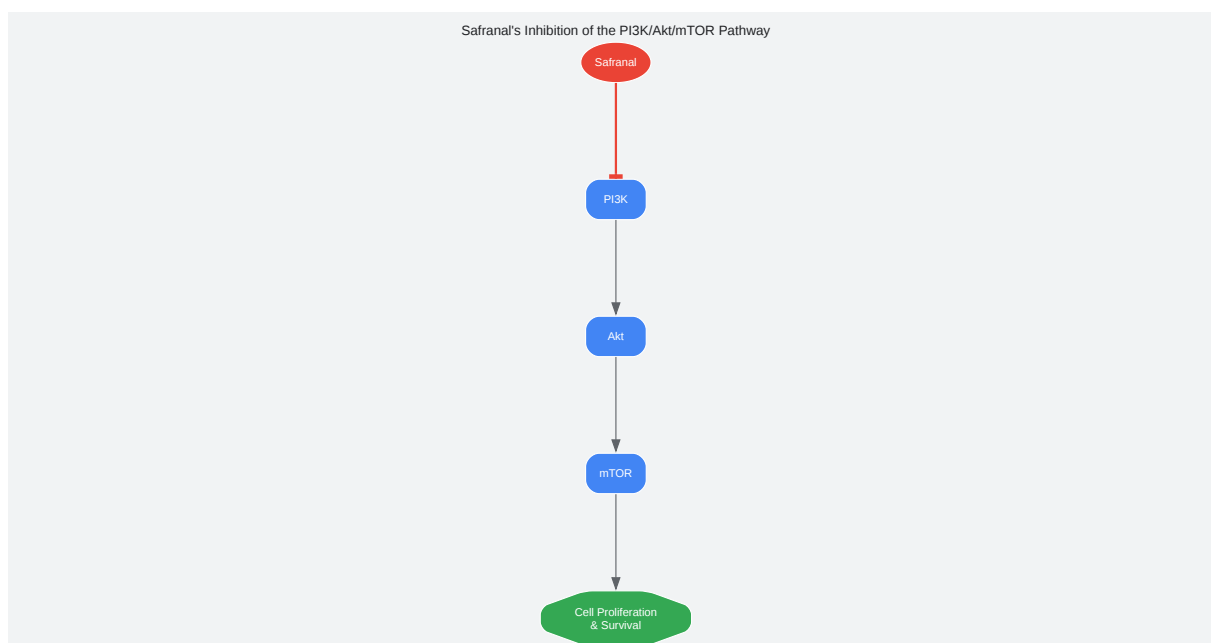 Safranal's Inhibition of the PI3K/Akt/mTOR Pathway
Safranal
PI3K
Akt
mTOR
Cell Proliferation
& Survival